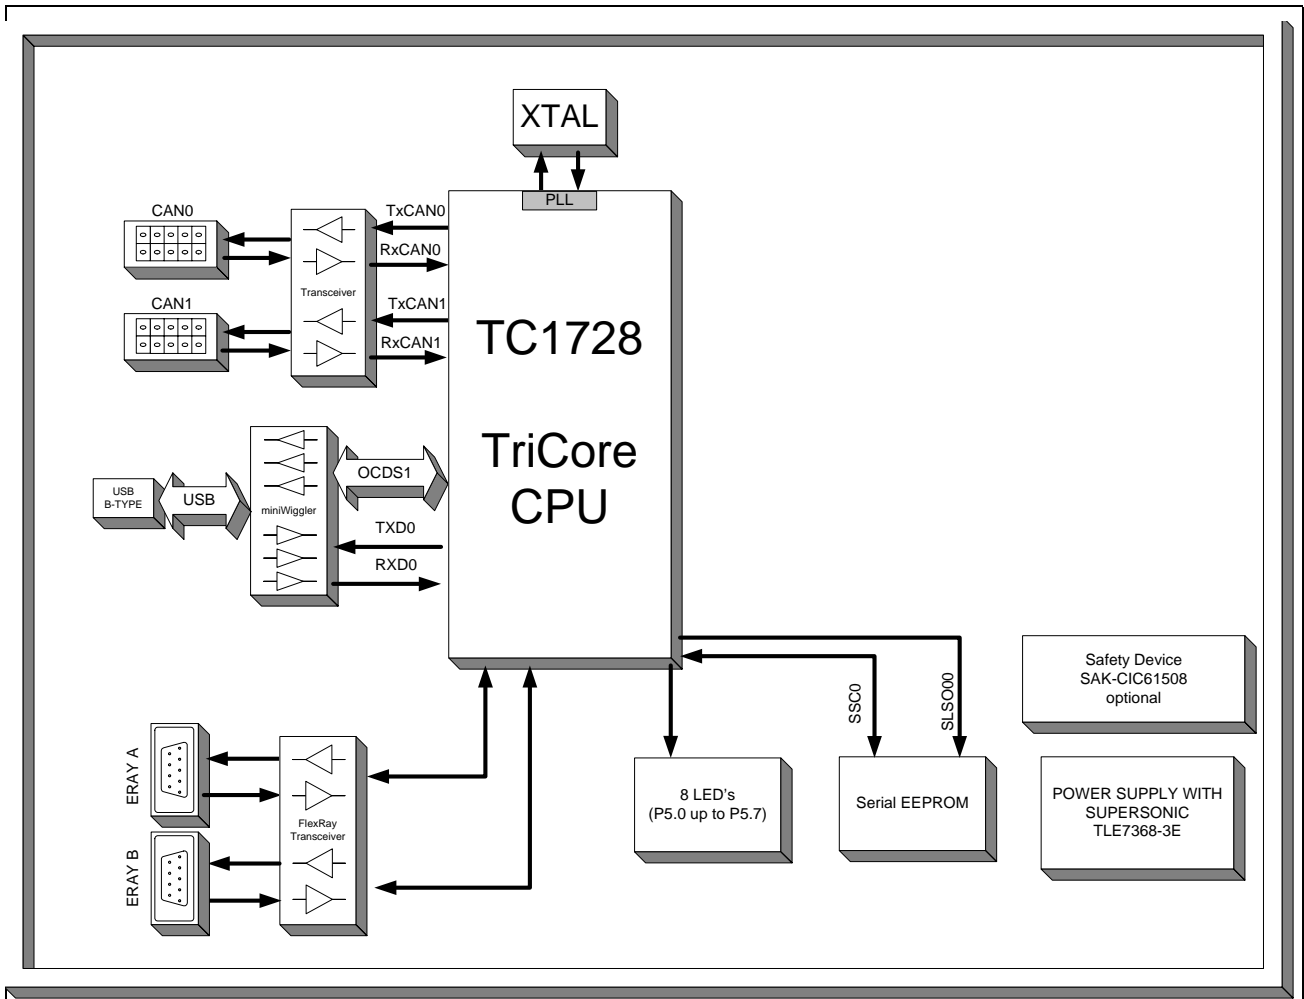 XTAL
PLL
CAN0
TxCAN0
RxCAN0
Transceiver
CAN1
TxCAN1
RxCAN1
TC1728
TriCore
CPU
OCDS1
USB
B-TYPE
USB
miniWiggler
TXD0
RXD0
ERAY A
FlexRay
Transceiver
ERAY B
SSC0
SLSO00
8 LED's
(P5.0 up to P5.7)
Serial EEPROM
Safety Device
SAK-CIC61508
optional
POWER SUPPLY WITH
SUPERSONIC
TLE7368-3E